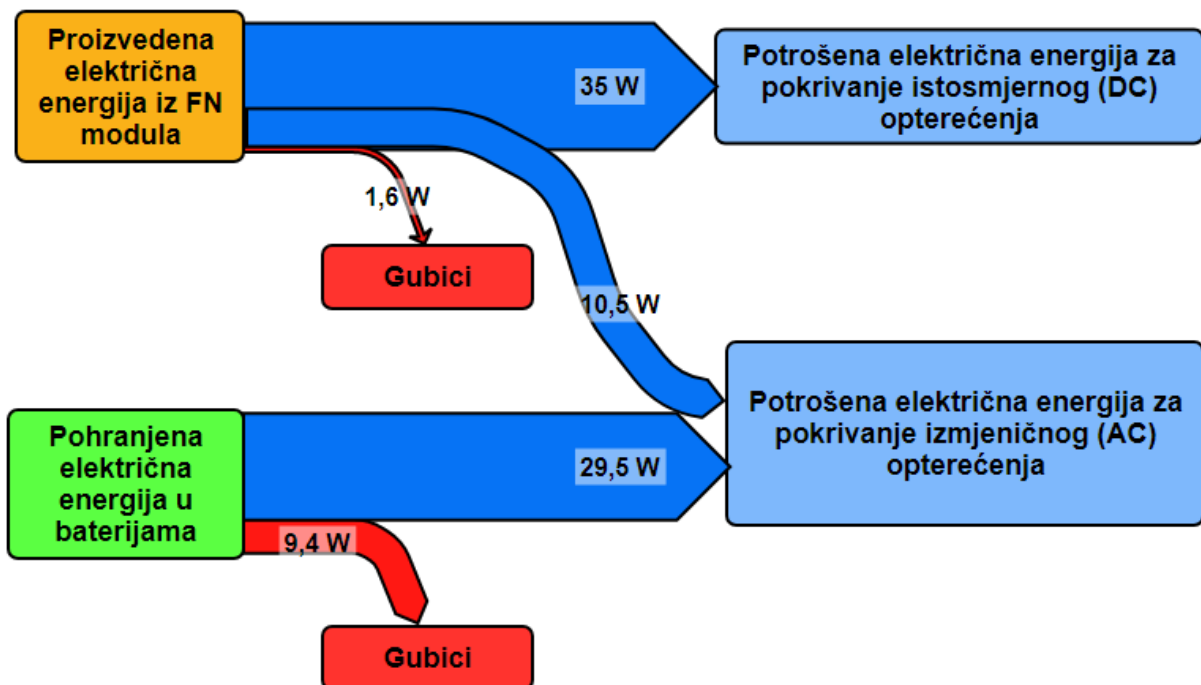 Proizvedena
električna
energija iz FN
modula
35 W
Potrošena električna energija za
pokrivanje istosmjernog (DC)
opterećenja
1,6 W
Gubici
10,5 W
Pohranjena
električna
energija u
baterijama
29,5 W
Potrošena električna energija za
pokrivanje izmjeničnog (AC)
opterećenja
9,4 W
Gubici